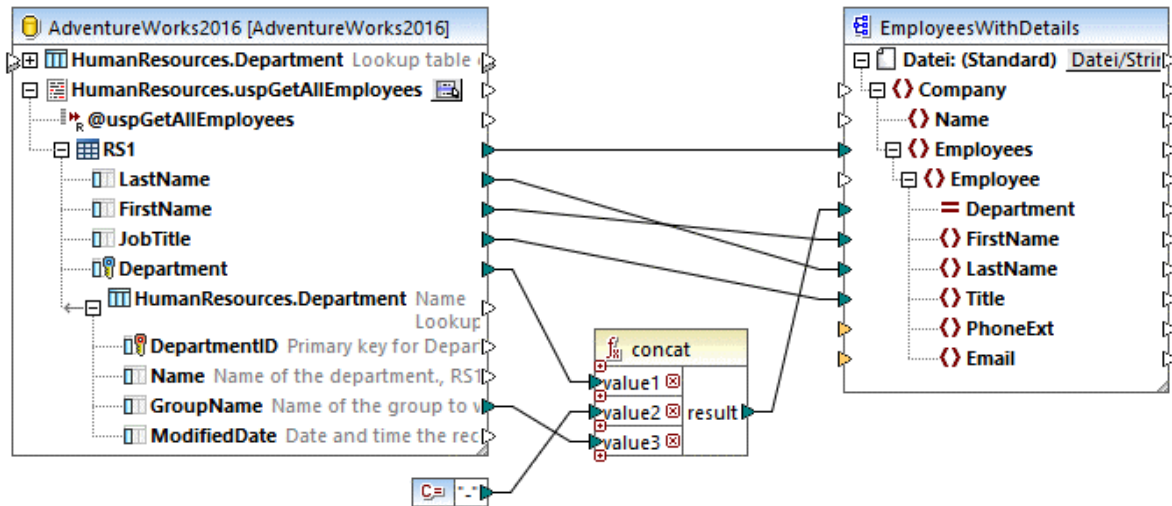 AdventureWorks2016 [AdventureWorks2016]
HumanResources.Department Lookup table
HumanResources.uspGetAllEmployees
R @uspGetAllEmployees
RS1
LastName
FirstName
JobTitle
Department
HumanResources.Department Name
Lookup
DepartmentID Primary key for Depar
Name Name of the department., RS1
GroupName Name of the group to
ModifiedDate Date and time the rec
C= "-"
concat
value1
value2
value3
result
EmployeesWithDetails
Datei: (Standard) Datei/Strin
Company
Name
Employees
Employee
Department
FirstName
LastName
Title
PhoneExt
Email